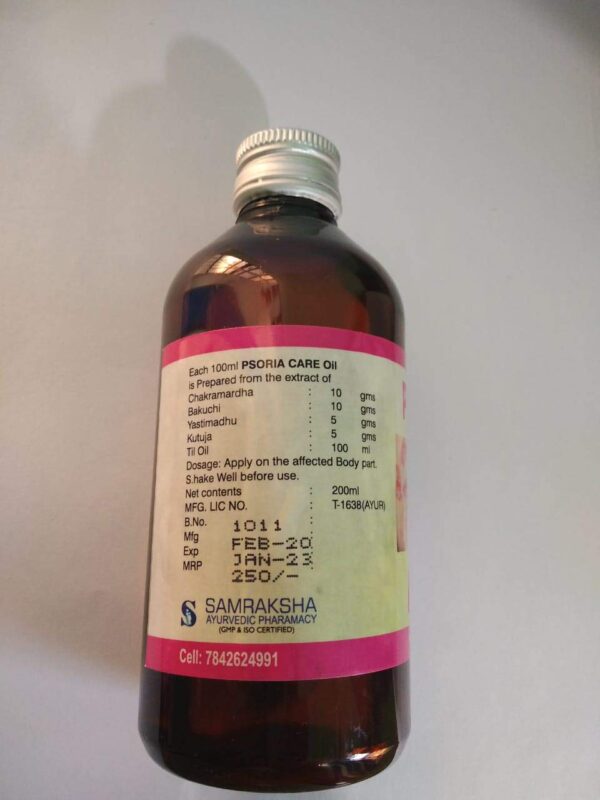 Each 100ml PSORIA CARE Oil
is Prepared from the extract of
Chakramardha : 10 gms
Bakuchi : 10 gms
Yastimadhu : 5 gms
Kutuja : 5 gms
Til Oil : 100 ml
Dosage: Apply on the affected Body part.
S.hake Well before use.
Net contents : 200ml
MFG. LIC NO. : T-1638(AYUR)
B.No. : 1011
Mfg : FEB-20
Exp : JAN-23
MRP : 250/-
S
SAMRAKSHA
AYURVEDIC PHARAMACY
(GMP & ISO CERTIFIED)
Cell: 7842624991